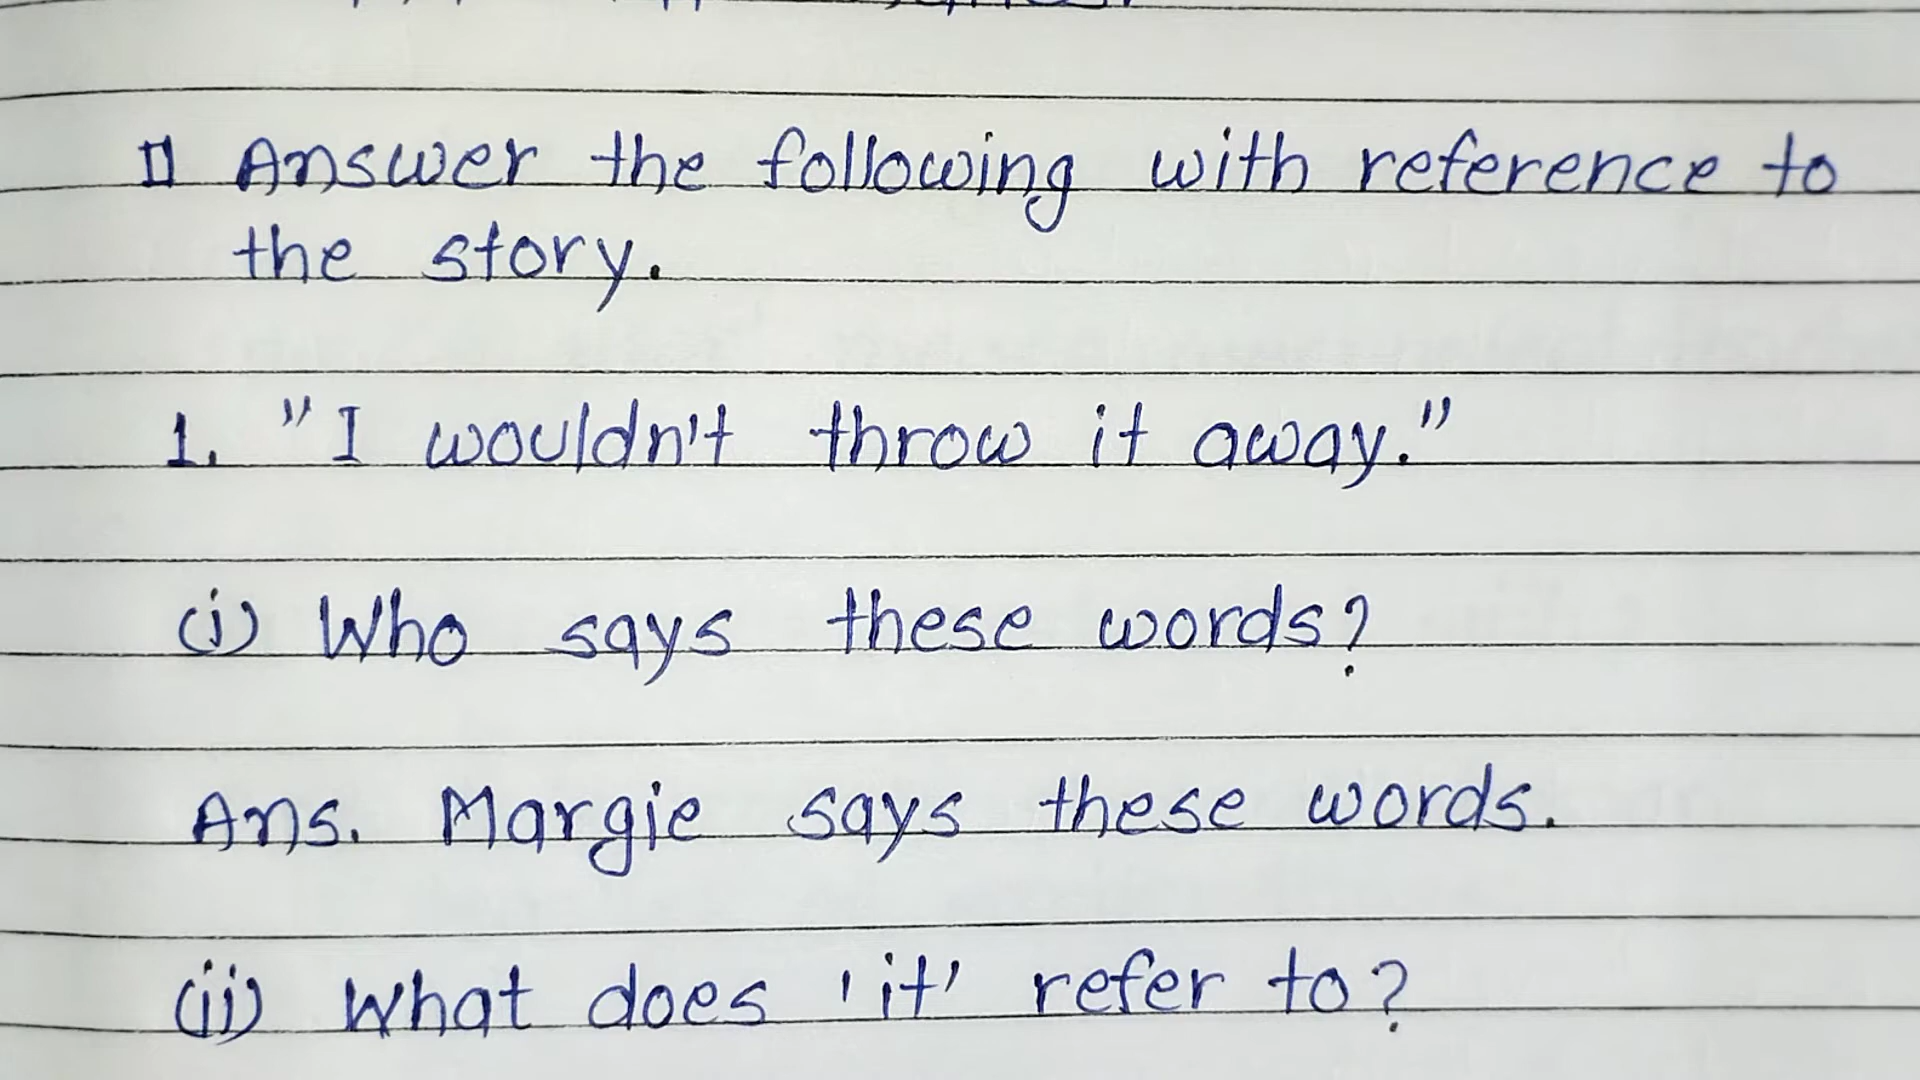 II Answer the following with reference to
the story.
1. "I wouldn't throw it away."
(i) Who says these words?
Ans. Margie says these words.
(ii) What does 'it' refer to?